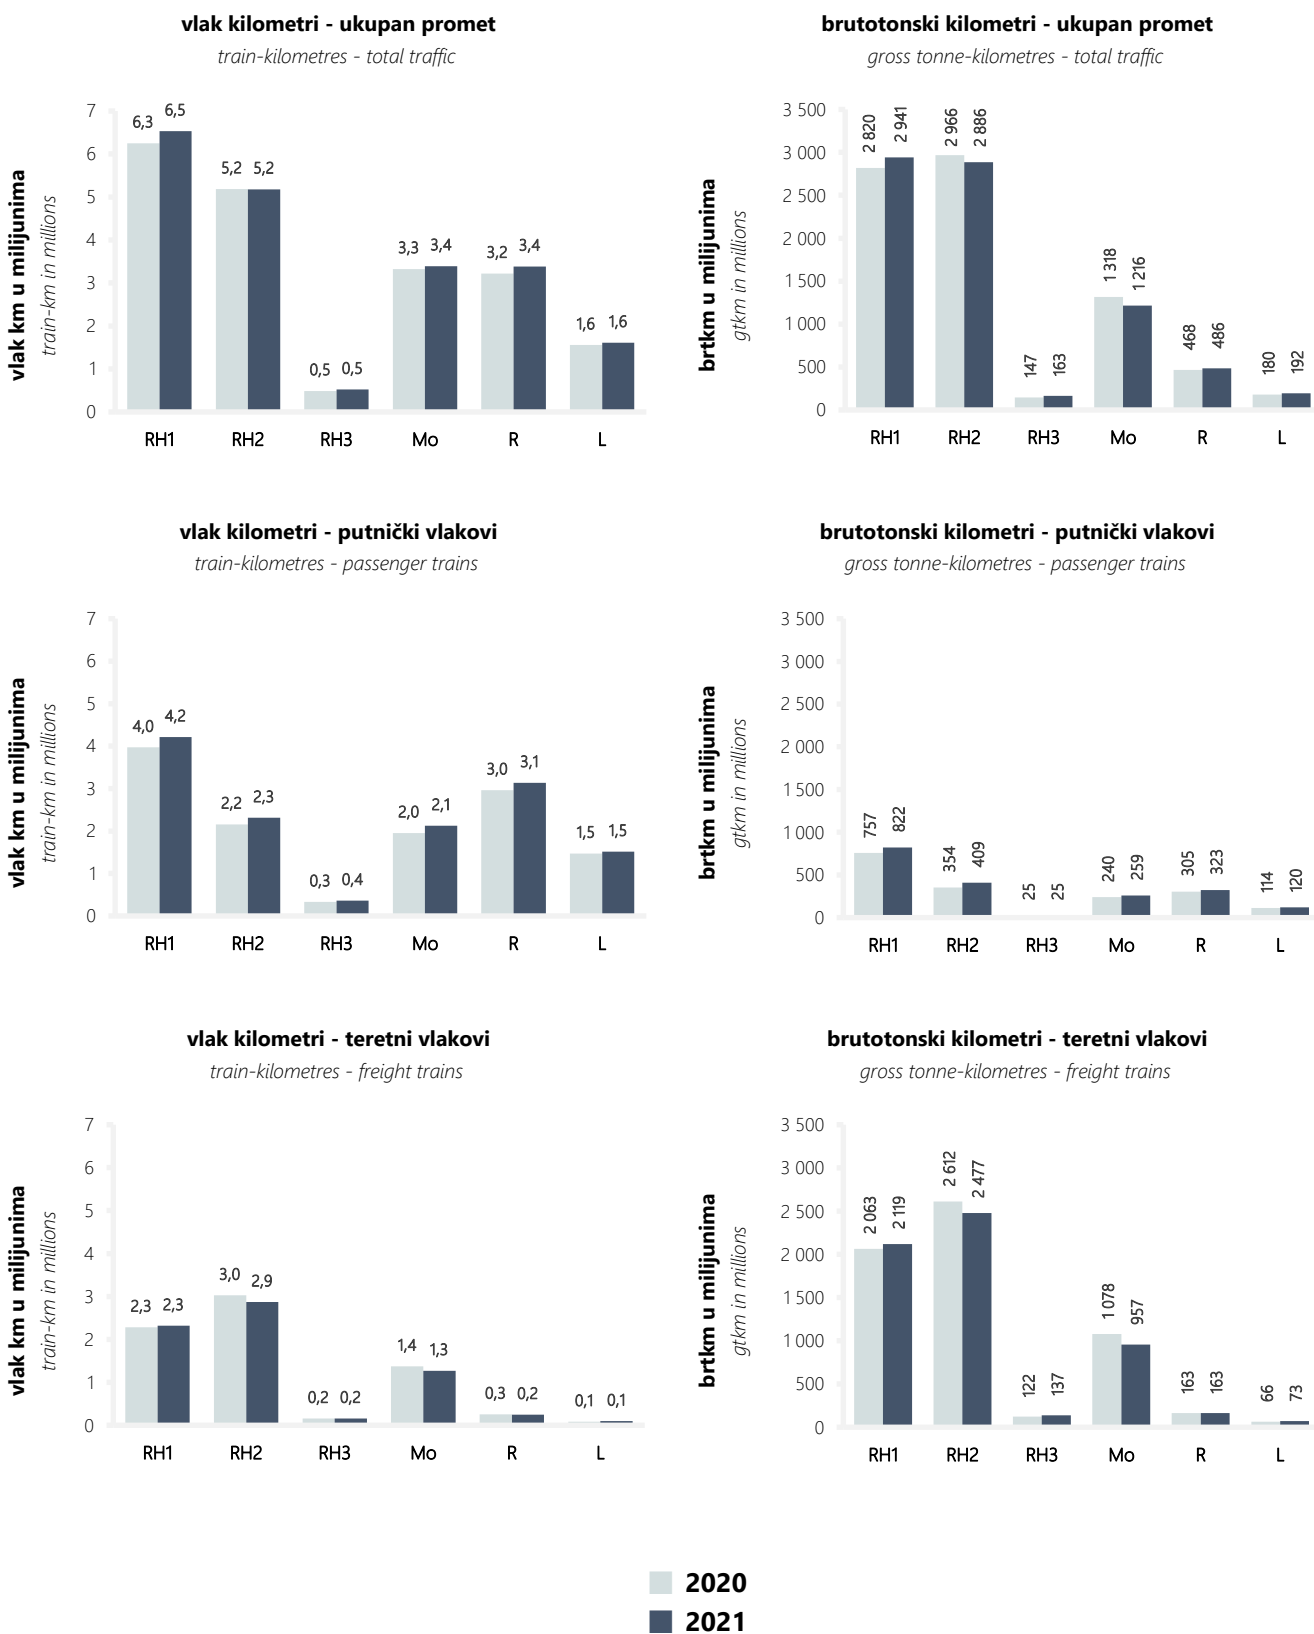 vlak kilometri - ukupan promet
train-kilometres - total traffic
vlak km u milijunima
train-km in millions
7
6
5
4
3
2
1
0
6,3 6,5
5,2 5,2
0,5 0,5
3,3 3,4
3,2 3,4
1,6 1,6
RH1 RH2 RH3 Mo R L
brutotonski kilometri - ukupan promet
gross tonne-kilometres - total traffic
brtkm u milijunima
gtkm in millions
3 500
3 000
2 500
2 000
1 500
1 000
500
0
2 820 2 941
2 966 2 886
147 163
1 318 1 216
468 486
180 192
RH1 RH2 RH3 Mo R L
vlak kilometri - putnički vlakovi
train-kilometres - passenger trains
vlak km u milijunima
train-km in millions
7
6
5
4
3
2
1
0
4,0 4,2
2,2 2,3
0,3 0,4
2,0 2,1
3,0 3,1
1,5 1,5
RH1 RH2 RH3 Mo R L
brutotonski kilometri - putnički vlakovi
gross tonne-kilometres - passenger trains
brtkm u milijunima
gtkm in millions
3 500
3 000
2 500
2 000
1 500
1 000
500
0
757 822
354 409
25 25
240 259
305 323
114 120
RH1 RH2 RH3 Mo R L
vlak kilometri - teretni vlakovi
train-kilometres - freight trains
vlak km u milijunima
train-km in millions
7
6
5
4
3
2
1
0
2,3 2,3
3,0 2,9
0,2 0,2
1,4 1,3
0,3 0,2
0,1 0,1
RH1 RH2 RH3 Mo R L
brutotonski kilometri - teretni vlakovi
gross tonne-kilometres - freight trains
brtkm u milijunima
gtkm in millions
3 500
3 000
2 500
2 000
1 500
1 000
500
0
2 063 2 119
2 612 2 477
122 137
1 078 957
163 163
66 73
RH1 RH2 RH3 Mo R L
2020
2021